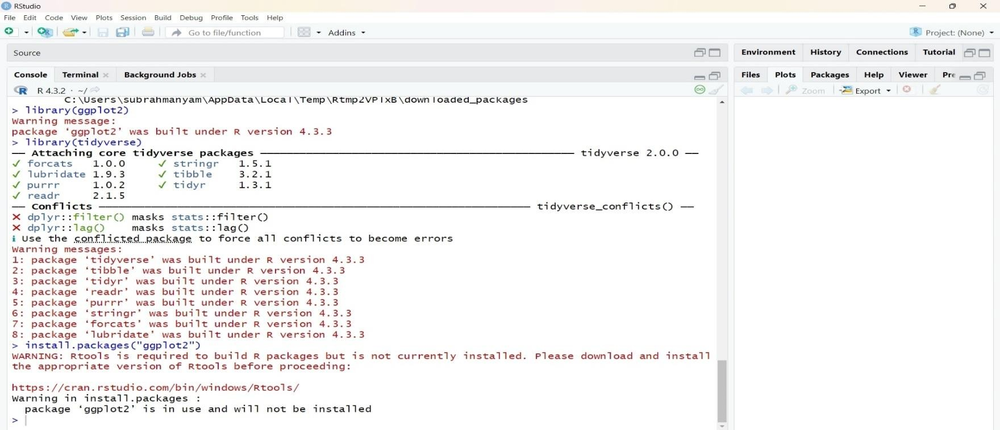 RStudio
File Edit Code View Plots Session Build Debug Profile Tools Help
Go to file/function Addins Project: (None)
Source
Environment History Connections Tutorial
Console Terminal Background Jobs
Files Plots Packages Help Viewer Pre
R 4.3.2 · ~/
Zoom Export
C:\Users\subrahmanyam\AppData\Local\Temp\Rtmp2VPIxB\downloaded_packages
> library(ggplot2)
Warning message:
package ‘ggplot2’ was built under R version 4.3.3
> library(tidyverse)
── Attaching core tidyverse packages ──── tidyverse 2.0.0 ──
✓ forcats 1.0.0 ✓ stringr 1.5.1
✓ lubridate 1.9.3 ✓ tibble 3.2.1
✓ purrr 1.0.2 ✓ tidyr 1.3.1
✓ readr 2.1.5
── Conflicts ──── tidyverse_conflicts() ──
✕ dplyr::filter() masks stats::filter()
✕ dplyr::lag() masks stats::lag()
ℹ Use the conflicted package to force all conflicts to become errors
Warning messages:
1: package ‘tidyverse’ was built under R version 4.3.3
2: package ‘tibble’ was built under R version 4.3.3
3: package ‘tidyr’ was built under R version 4.3.3
4: package ‘readr’ was built under R version 4.3.3
5: package ‘purrr’ was built under R version 4.3.3
6: package ‘stringr’ was built under R version 4.3.3
7: package ‘forcats’ was built under R version 4.3.3
8: package ‘lubridate’ was built under R version 4.3.3
> install.packages("ggplot2")
WARNING: Rtools is required to build R packages but is not currently installed. Please download and install
the appropriate version of Rtools before proceeding:
https://cran.rstudio.com/bin/windows/Rtools/
Warning in install.packages :
package ‘ggplot2’ is in use and will not be installed
>